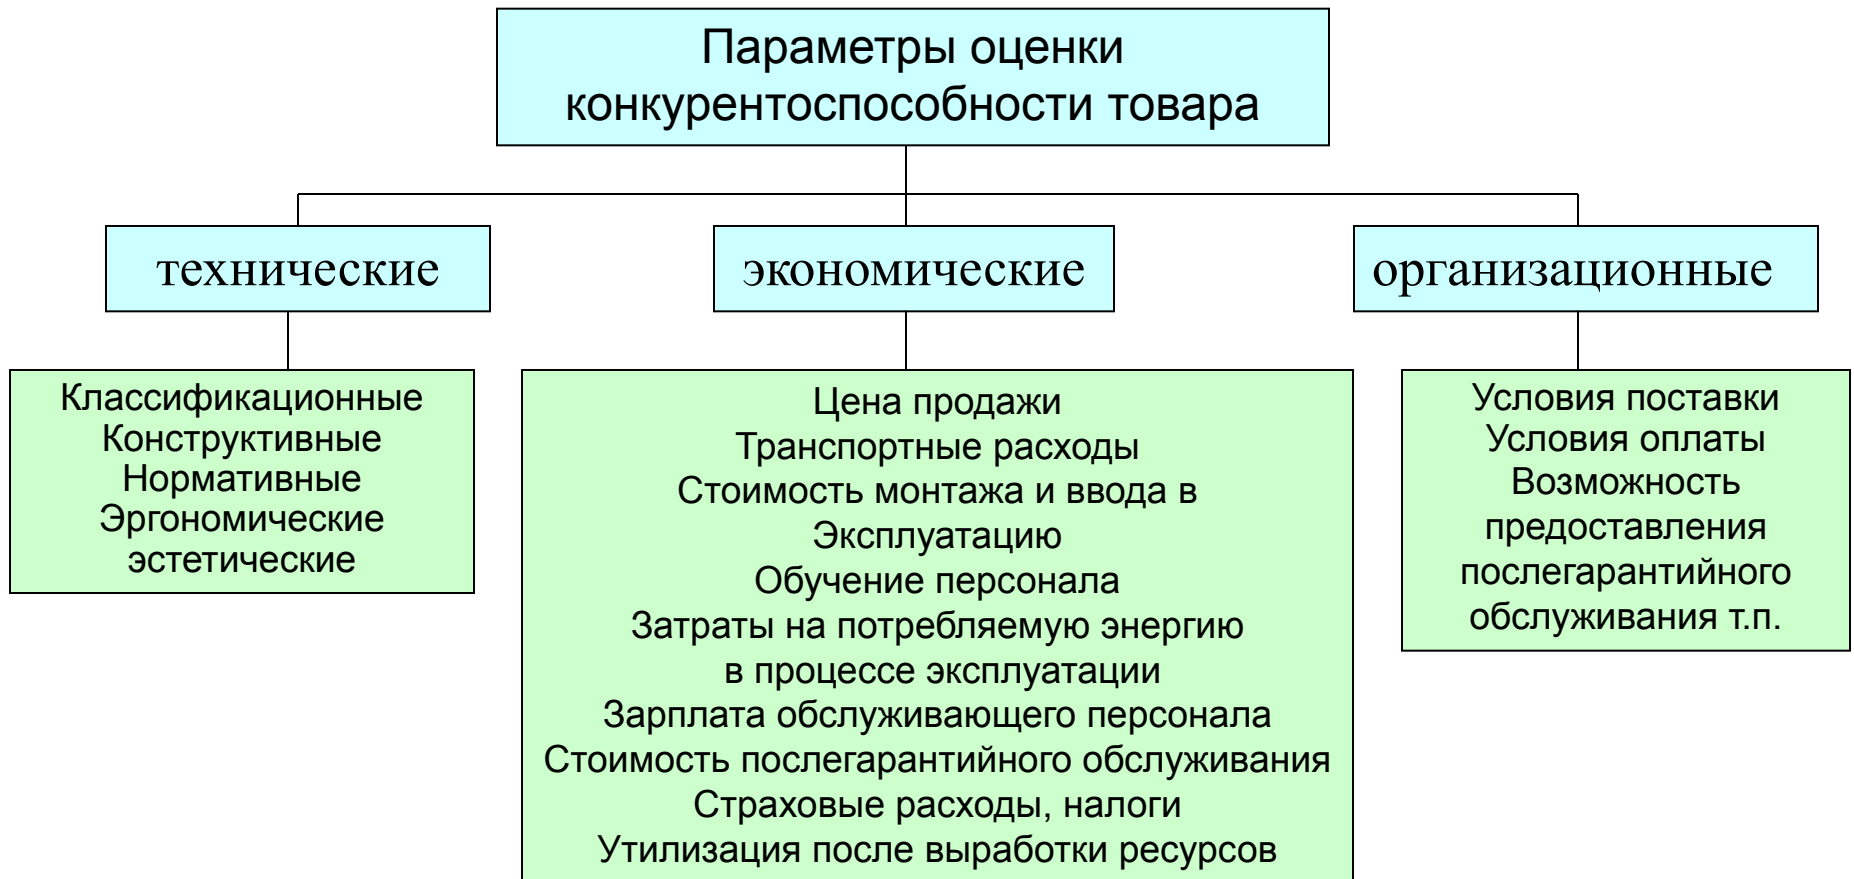 Параметры оценки
конкурентоспособности товара
технические
экономические
организационные
Классификационные
Конструктивные
Нормативные
Эргономические
эстетические
Цена продажи
Транспортные расходы
Стоимость монтажа и ввода в
Эксплуатацию
Обучение персонала
Затраты на потребляемую энергию
в процессе эксплуатации
Зарплата обслуживающего персонала
Стоимость послегарантийного обслуживания
Страховые расходы, налоги
Утилизация после выработки ресурсов
Условия поставки
Условия оплаты
Возможность
предоставления
послегарантийного
обслуживания т.п.